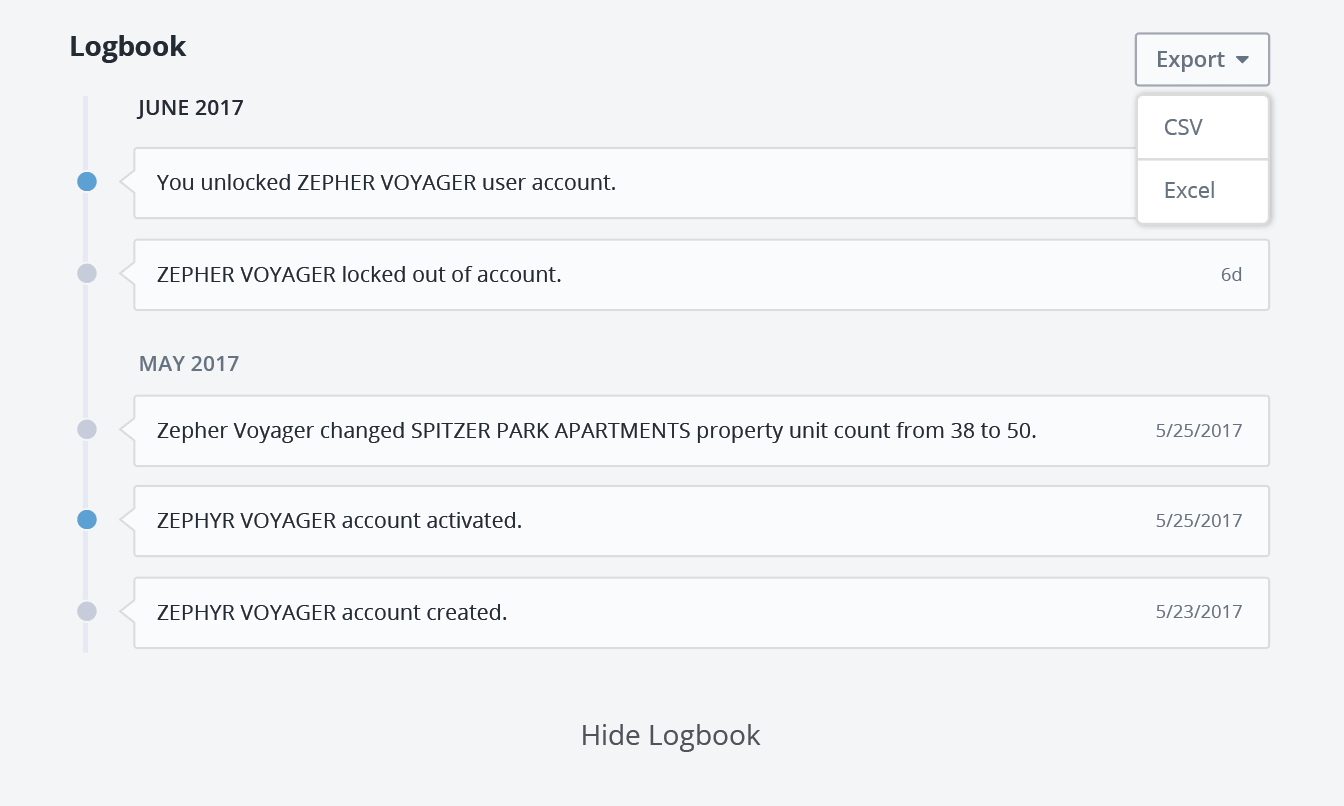 Logbook
Export
CSV
Excel
JUNE 2017
You unlocked ZEPHER VOYAGER user account.
ZEPHER VOYAGER locked out of account.
6d
MAY 2017
Zepher Voyager changed SPITZER PARK APARTMENTS property unit count from 38 to 50.
5/25/2017
ZEPHYR VOYAGER account activated.
5/25/2017
ZEPHYR VOYAGER account created.
5/23/2017
Hide Logbook